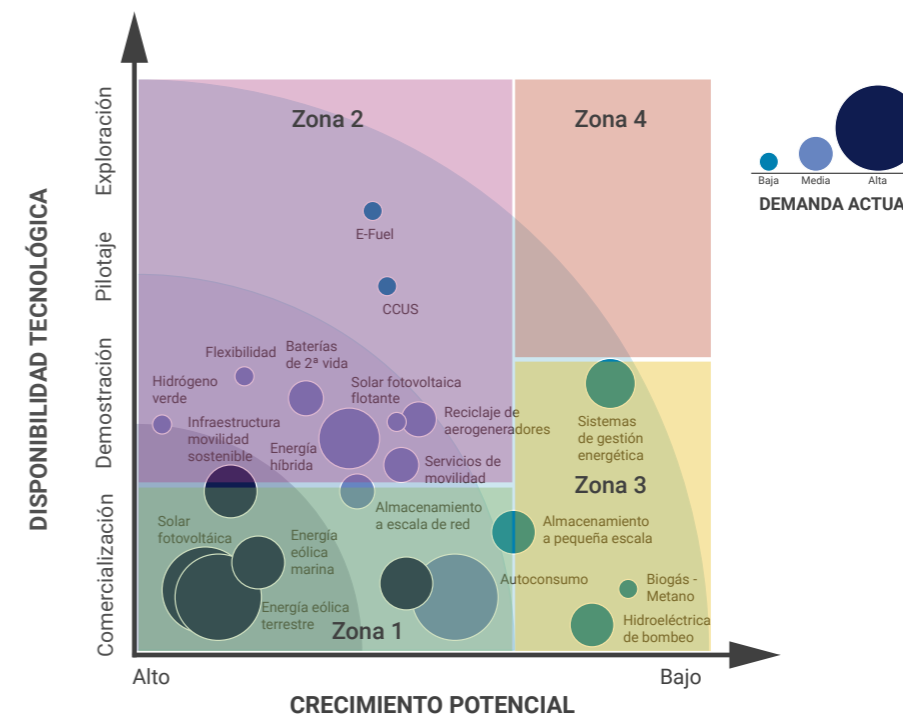 DISPONIBILIDAD TECNOLÓGICA
Exploración
Pilotaje
Demostración
Comercialización
Zona 2
Zona 4
Baja
Media
Alta
DEMANDA ACTUA
E-Fuel
CCUS
Flexibilidad
Baterías
de 2ª vida
Hidrógeno
verde
Solar fotovoltaica
flotante
Reciclaje de
aerogeneradores
Infraestructura
movilidad
sostenible
Energía
híbrida
Servicios de
movilidad
Sistemas
de gestión
energética
Zona 3
Almacenamiento
a escala de red
Almacenamiento
a pequeña escala
Solar
fotovoltáica
Energía
eólica
marina
Energía eólica
terrestre
Autoconsumo
Biogás -
Metano
Hidroeléctrica
de bombeo
Zona 1
Alto
Bajo
CRECIMIENTO POTENCIAL